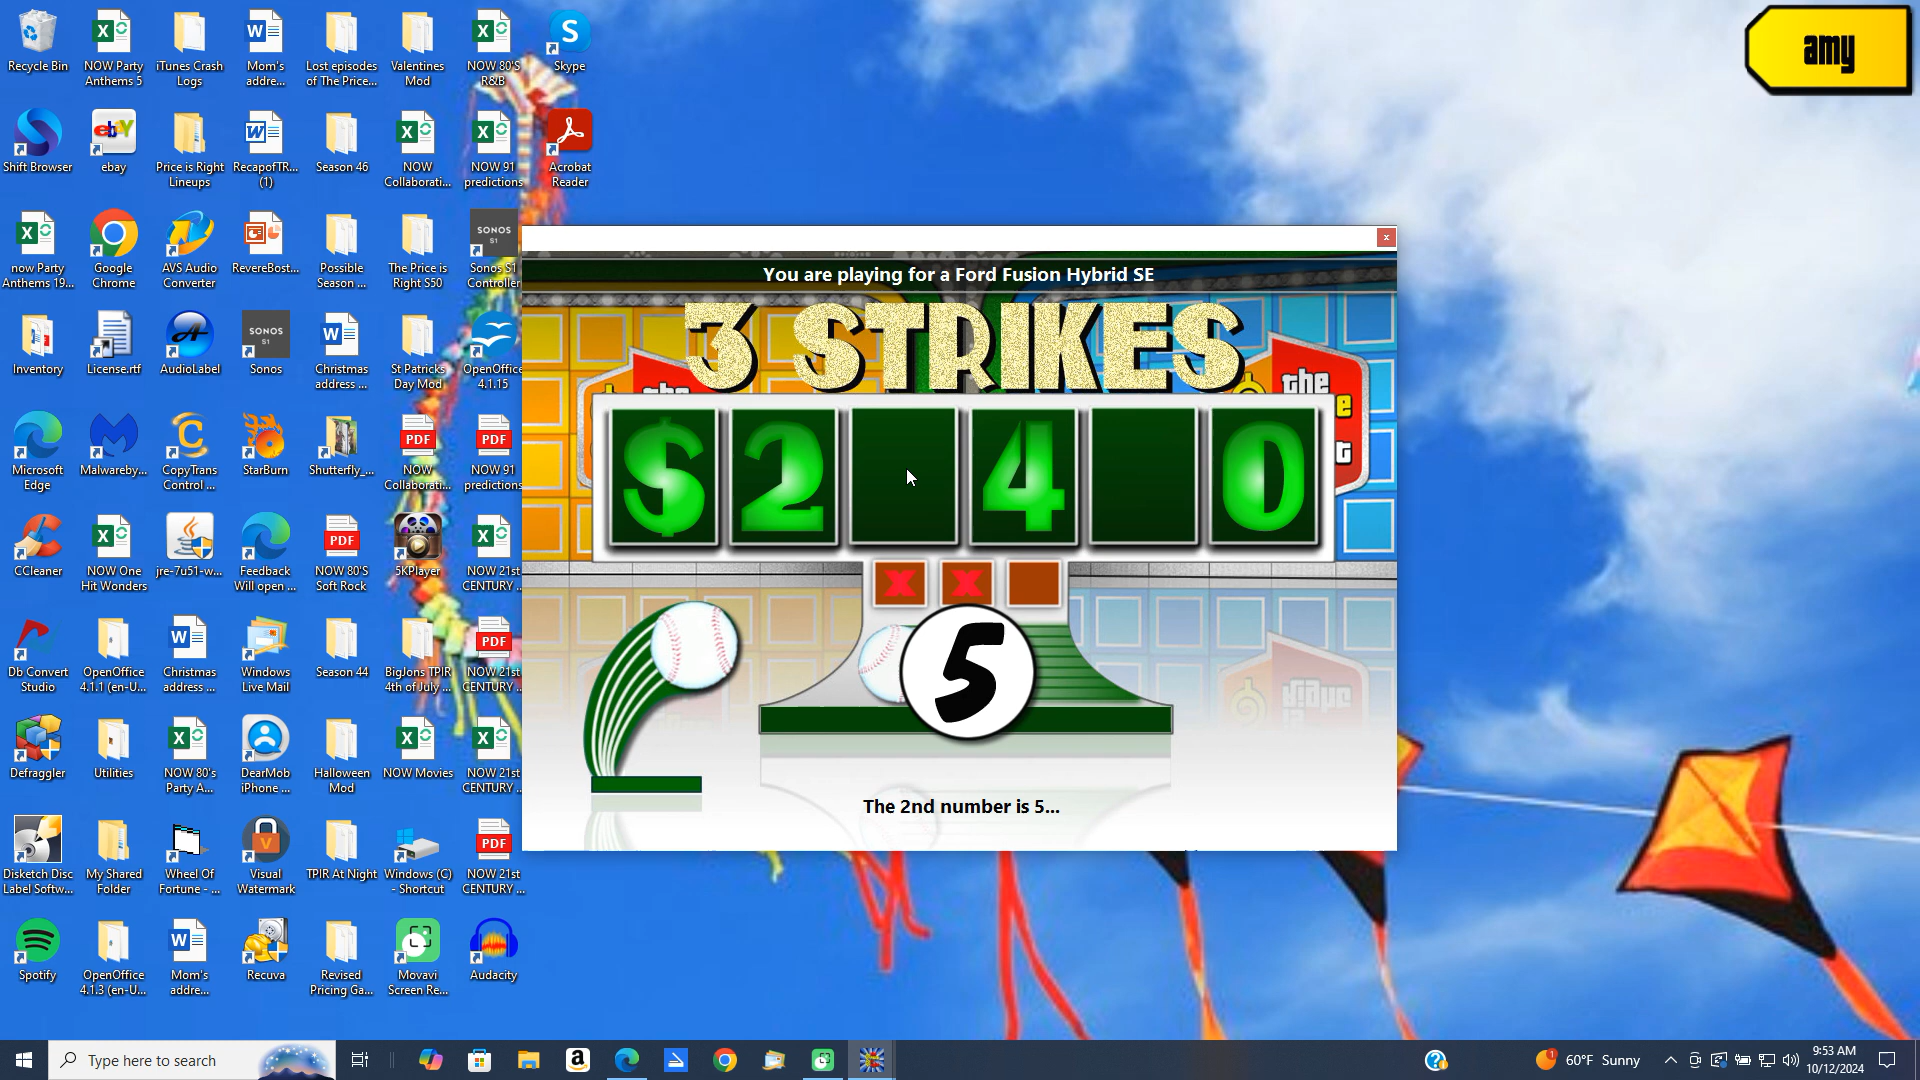 Recycle Bin
NOW Party
Anthems 5
iTunes Crash
Logs
Mom's
addre...
Lost episodes
of The Price...
Valentines
Mod
NOW 80'S
R&B
Skype
amy
Shift Browser
ebay
Price is Right
Lineups
RecapofTR...
(1)
Season 46
NOW
Collaborati...
NOW 91
predictions
Acrobat
Reader
now Party
Anthems 19...
Google
Chrome
AVS Audio
Converter
RevereBost...
Possible
Season ...
The Price is
Right S50
SONOS
S1
Sonos S1
Controller
Inventory
License.rtf
AudioLabel
SONOS
S1
Sonos
Christmas
address ...
St Patricks
Day Mod
OpenOffice
4.1.15
Microsoft
Edge
Malwareby...
CopyTrans
Control ...
StarBurn
Shutterfly_...
PDF
NOW
Collaborati...
PDF
NOW 91
predictions
CCleaner
NOW One
Hit Wonders
jre-7u51-w...
Feedback
Will open ...
PDF
NOW 80'S
Soft Rock
5KPlayer
NOW 21st
CENTURY ...
Db Convert
Studio
OpenOffice
4.1.1 (en-U...
Christmas
address ...
Windows
Live Mail
Season 44
BigJons TPIR
4th of July ...
PDF
NOW 21st
CENTURY ...
Defraggler
Utilities
NOW 80's
Party A...
DearMob
iPhone ...
Halloween
Mod
NOW Movies
NOW 21st
CENTURY ...
Disketch Disc
Label Softw...
My Shared
Folder
Wheel Of
Fortune - ...
Visual
Watermark
TPIR At Night
Windows (C)
- Shortcut
PDF
NOW 21st
CENTURY ...
Spotify
OpenOffice
4.1.3 (en-U...
Mom's
addre...
Recuva
Revised
Pricing Ga...
Movavi
Screen Re...
Audacity
You are playing for a Ford Fusion Hybrid SE
3 STRIKES
the
$ 2 4 0
X X
5
The 2nd number is 5...
Type here to search
60°F Sunny
9:53 AM
10/12/2024